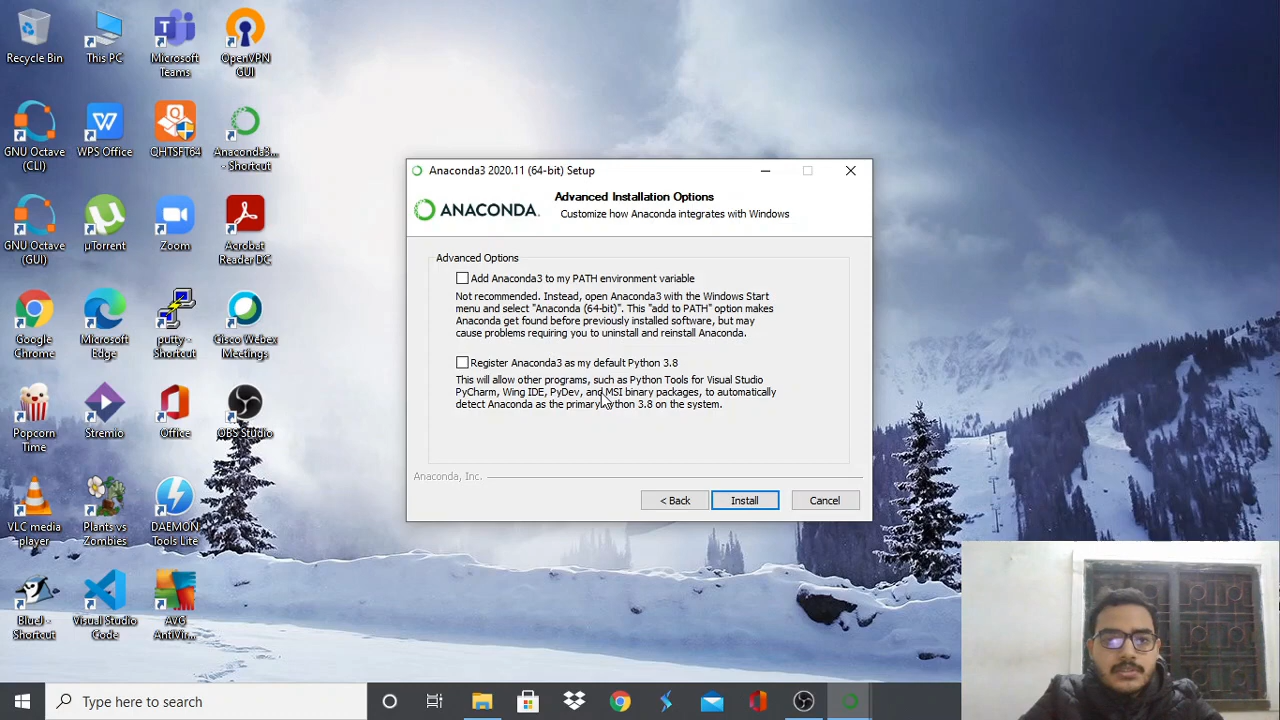 Recycle Bin
This PC
Microsoft
Teams
OpenVPN
GUI
GNU Octave
(CLI)
WPS Office
QHTSFT64
Anaconda3...
- Shortcut
GNU Octave
(GUI)
µTorrent
Zoom
Acrobat
Reader DC
Google
Chrome
Microsoft
Edge
putty -
Shortcut
Cisco Webex
Meetings
Popcorn
Time
Stremio
Office
OBS Studio
VLC media
player
Plants vs
Zombies
DAEMON
Tools Lite
BlueJ -
Shortcut
Visual Studio
Code
AVG
AntiVir...
Anaconda3 2020.11 (64-bit) Setup
ANACONDA.
Advanced Installation Options
Customize how Anaconda integrates with Windows
Advanced Options
Add Anaconda3 to my PATH environment variable
Not recommended. Instead, open Anaconda3 with the Windows Start
menu and select "Anaconda (64-bit)". This "add to PATH" option makes
Anaconda get found before previously installed software, but may
cause problems requiring you to uninstall and reinstall Anaconda.
Register Anaconda3 as my default Python 3.8
This will allow other programs, such as Python Tools for Visual Studio
PyCharm, Wing IDE, PyDev, and MSI binary packages, to automatically
detect Anaconda as the primary Python 3.8 on the system.
Anaconda, Inc.
< Back
Install
Cancel
Type here to search